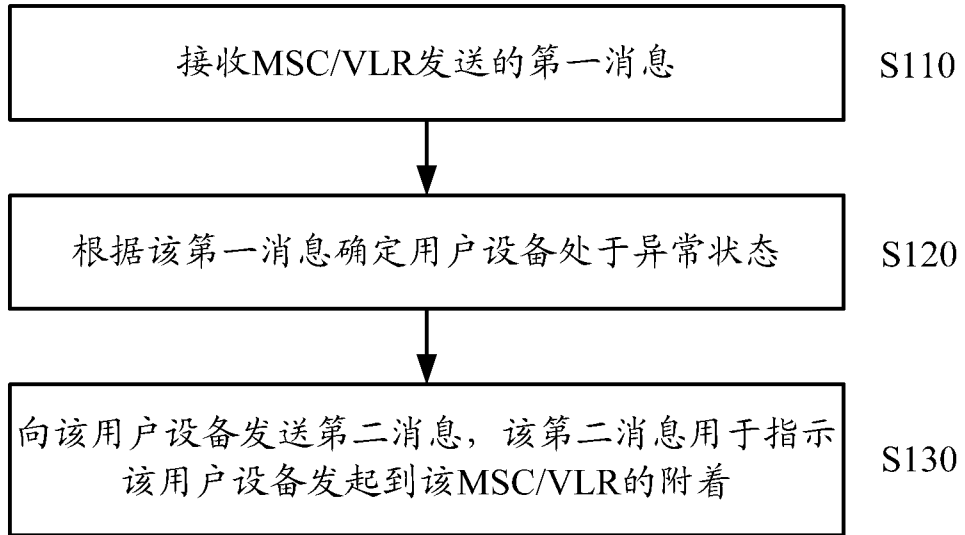 接收MSC/VLR发送的第一消息
S110
根据该第一消息确定用户设备处于异常状态
S120
向该用户设备发送第二消息，该第二消息用于指示
该用户设备发起到该MSC/VLR的附着
S130